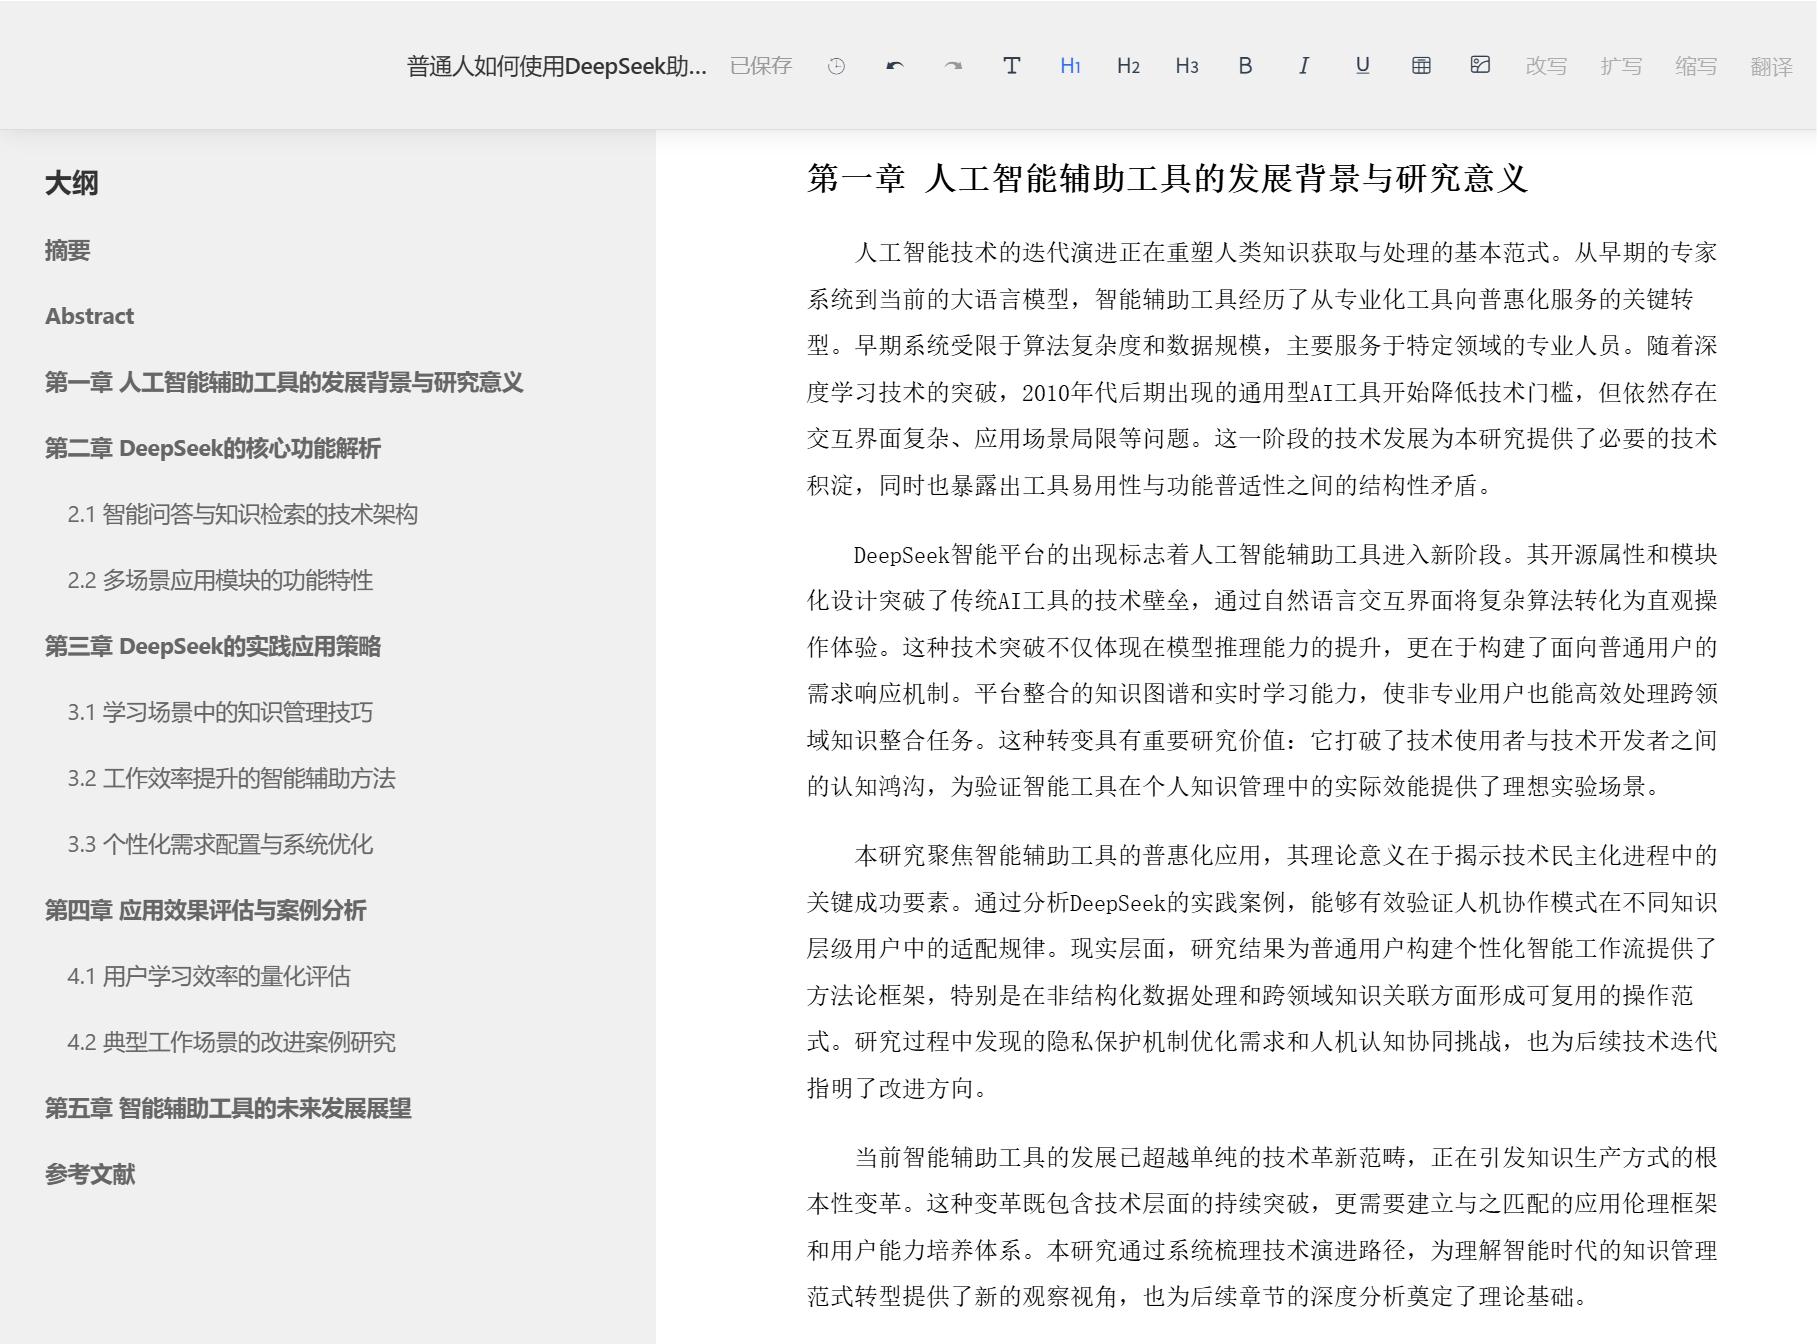 普通人如何使用DeepSeek助... 已保存 T H1 H2 H3 B I U 改写 扩写 缩写 翻译
大纲
摘要
Abstract
第一章 人工智能辅助工具的发展背景与研究意义
第二章 DeepSeek的核心功能解析
2.1 智能问答与知识检索的技术架构
2.2 多场景应用模块的功能特性
第三章 DeepSeek的实践应用策略
3.1 学习场景中的知识管理技巧
3.2 工作效率提升的智能辅助方法
3.3 个性化需求配置与系统优化
第四章 应用效果评估与案例分析
4.1 用户学习效率的量化评估
4.2 典型工作场景的改进案例研究
第五章 智能辅助工具的未来发展展望
参考文献
第一章 人工智能辅助工具的发展背景与研究意义
人工智能技术的迭代演进正在重塑人类知识获取与处理的基本范式。从早期的专家
系统到当前的大语言模型，智能辅助工具经历了从专业化工具向普惠化服务的关键转
型。早期系统受限于算法复杂度和数据规模，主要服务于特定领域的专业人员。随着深
度学习技术的突破，2010年代后期出现的通用型AI工具开始降低技术门槛，但依然存在
交互界面复杂、应用场景局限等问题。这一阶段的技术发展为本研究提供了必要的技术
积淀，同时也暴露出工具易用性与功能普适性之间的结构性矛盾。
DeepSeek智能平台的出现标志着人工智能辅助工具进入新阶段。其开源属性和模块
化设计突破了传统AI工具的技术壁垒，通过自然语言交互界面将复杂算法转化为直观操
作体验。这种技术突破不仅体现在模型推理能力的提升，更在于构建了面向普通用户的
需求响应机制。平台整合的知识图谱和实时学习能力，使非专业用户也能高效处理跨领
域知识整合任务。这种转变具有重要研究价值：它打破了技术使用者与技术开发者之间
的认知鸿沟，为验证智能工具在个人知识管理中的实际效能提供了理想实验场景。
本研究聚焦智能辅助工具的普惠化应用，其理论意义在于揭示技术民主化进程中的
关键成功要素。通过分析DeepSeek的实践案例，能够有效验证人机协作模式在不同知识
层级用户中的适配规律。现实层面，研究结果为普通用户构建个性化智能工作流提供了
方法论框架，特别是在非结构化数据处理和跨领域知识关联方面形成可复用的操作范
式。研究过程中发现的隐私保护机制优化需求和人机认知协同挑战，也为后续技术迭代
指明了改进方向。
当前智能辅助工具的发展已超越单纯的技术革新范畴，正在引发知识生产方式的根
本性变革。这种变革既包含技术层面的持续突破，更需要建立与之匹配的应用伦理框架
和用户能力培养体系。本研究通过系统梳理技术演进路径，为理解智能时代的知识管理
范式转型提供了新的观察视角，也为后续章节的深度分析奠定了理论基础。